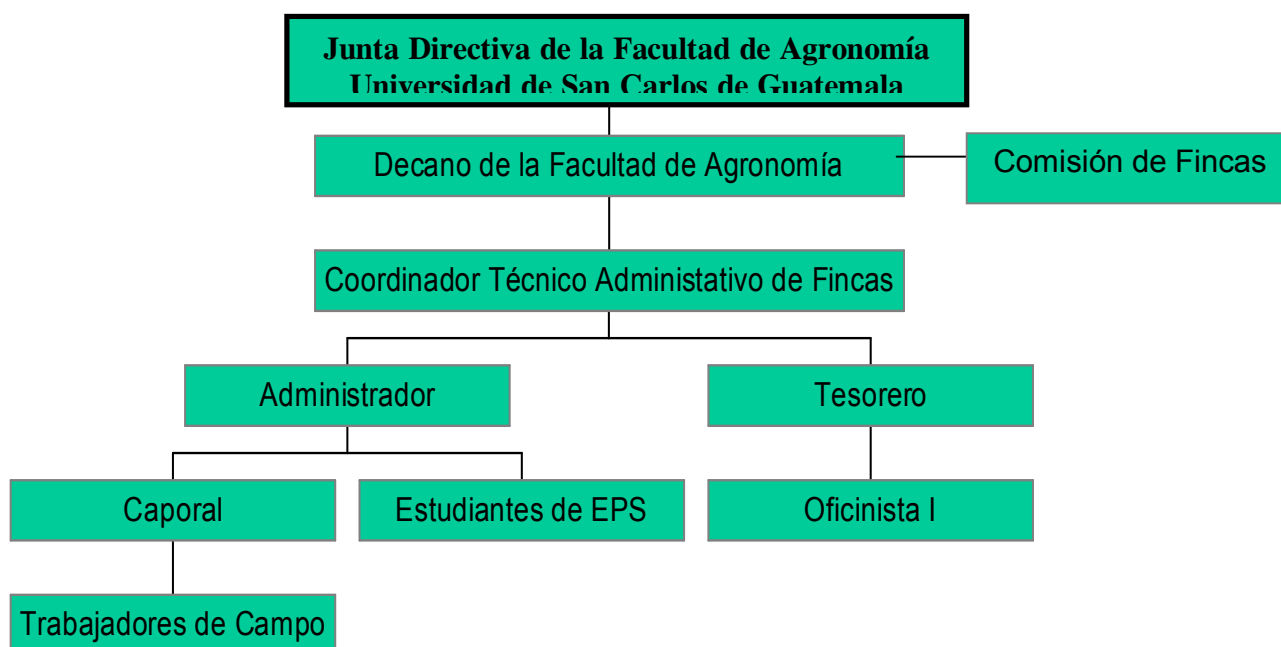 Junta Directiva de la Facultad de Agronomía
Universidad de San Carlos de Guatemala
Decano de la Facultad de Agronomía
Comisión de Fincas
Coordinador Técnico Administativo de Fincas
Administrador
Tesorero
Caporal
Estudiantes de EPS
Oficinista I
Trabajadores de Campo